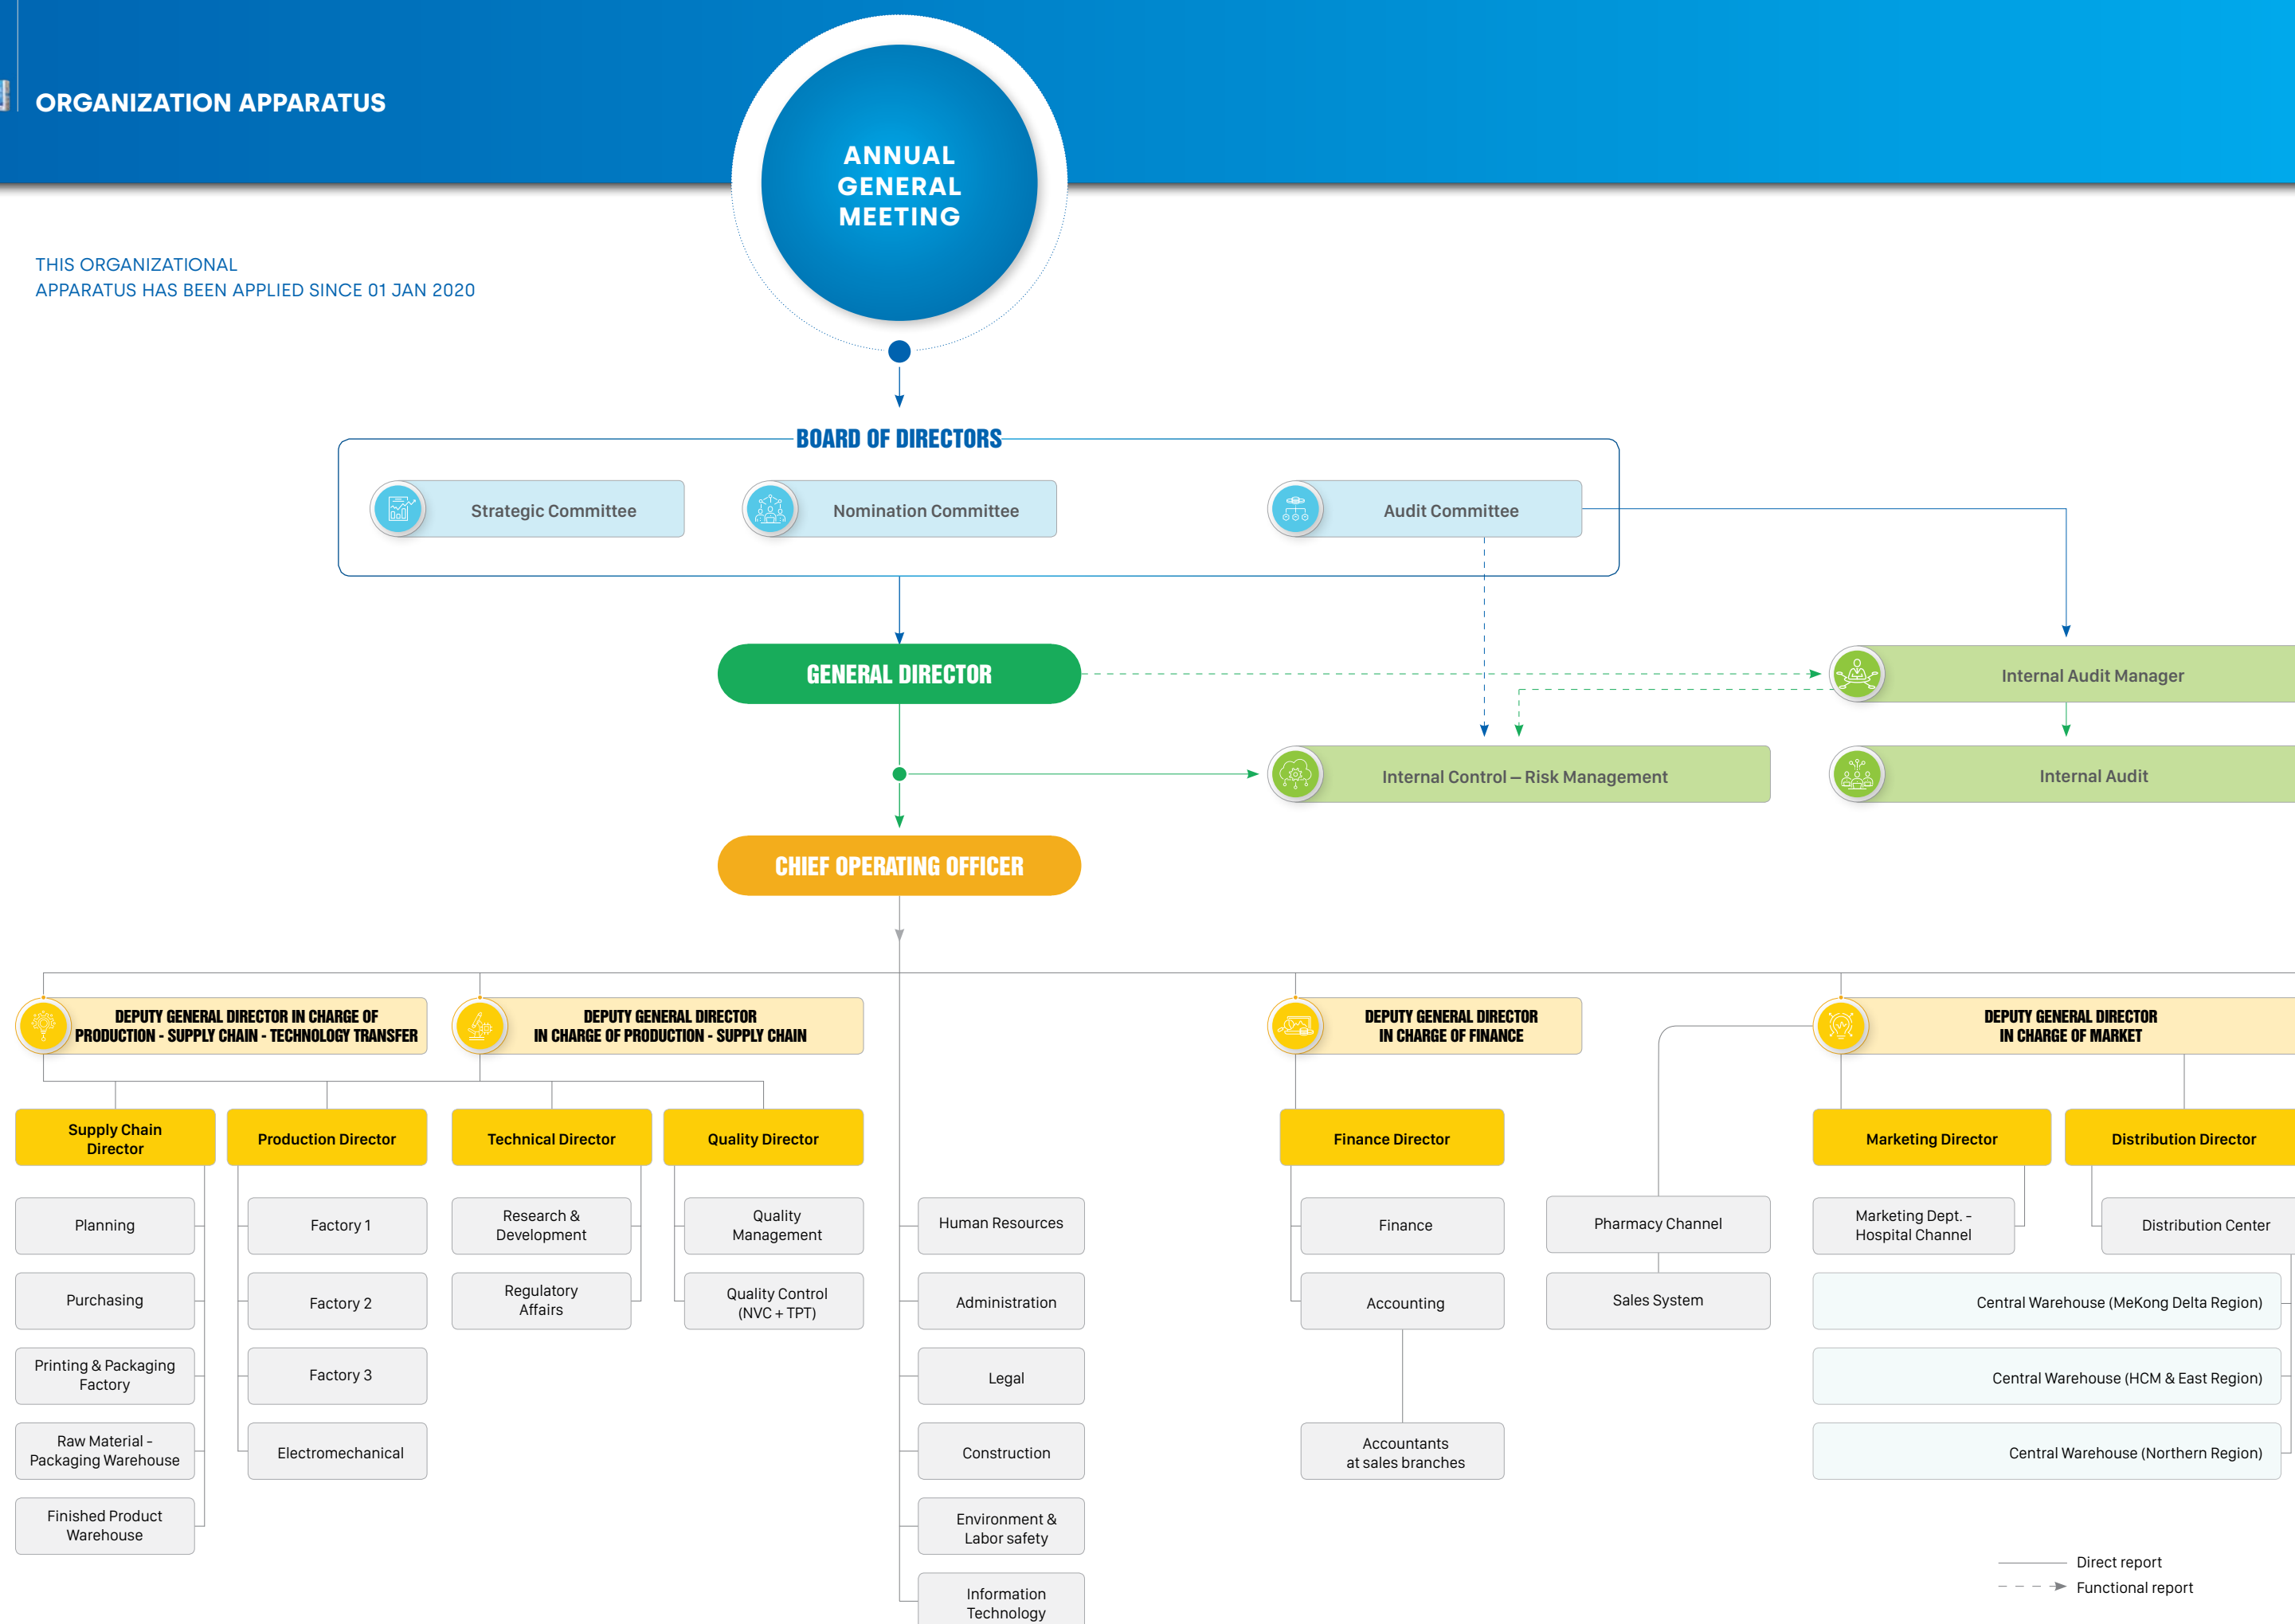 ORGANIZATION APPARATUS
ANNUAL
GENERAL
MEETING
THIS ORGANIZATIONAL
APPARATUS HAS BEEN APPLIED SINCE 01 JAN 2020
BOARD OF DIRECTORS
Strategic Committee
Nomination Committee
Audit Committee
GENERAL DIRECTOR
Internal Audit Manager
Internal Control – Risk Management
Internal Audit
CHIEF OPERATING OFFICER
DEPUTY GENERAL DIRECTOR IN CHARGE OF
PRODUCTION - SUPPLY CHAIN - TECHNOLOGY TRANSFER
DEPUTY GENERAL DIRECTOR
IN CHARGE OF PRODUCTION - SUPPLY CHAIN
DEPUTY GENERAL DIRECTOR
IN CHARGE OF FINANCE
DEPUTY GENERAL DIRECTOR
IN CHARGE OF MARKET
Supply Chain
Director
Production Director
Technical Director
Quality Director
Finance Director
Marketing Director
Distribution Director
Planning
Factory 1
Research &
Development
Quality
Management
Human Resources
Finance
Pharmacy Channel
Marketing Dept. -
Hospital Channel
Distribution Center
Purchasing
Factory 2
Regulatory
Affairs
Quality Control
(NVC + TPT)
Administration
Accounting
Sales System
Central Warehouse (MeKong Delta Region)
Printing & Packaging
Factory
Factory 3
Legal
Central Warehouse (HCM & East Region)
Raw Material -
Packaging Warehouse
Electromechanical
Construction
Accountants
at sales branches
Central Warehouse (Northern Region)
Finished Product
Warehouse
Environment &
Labor safety
Information
Technology
Direct report
Functional report